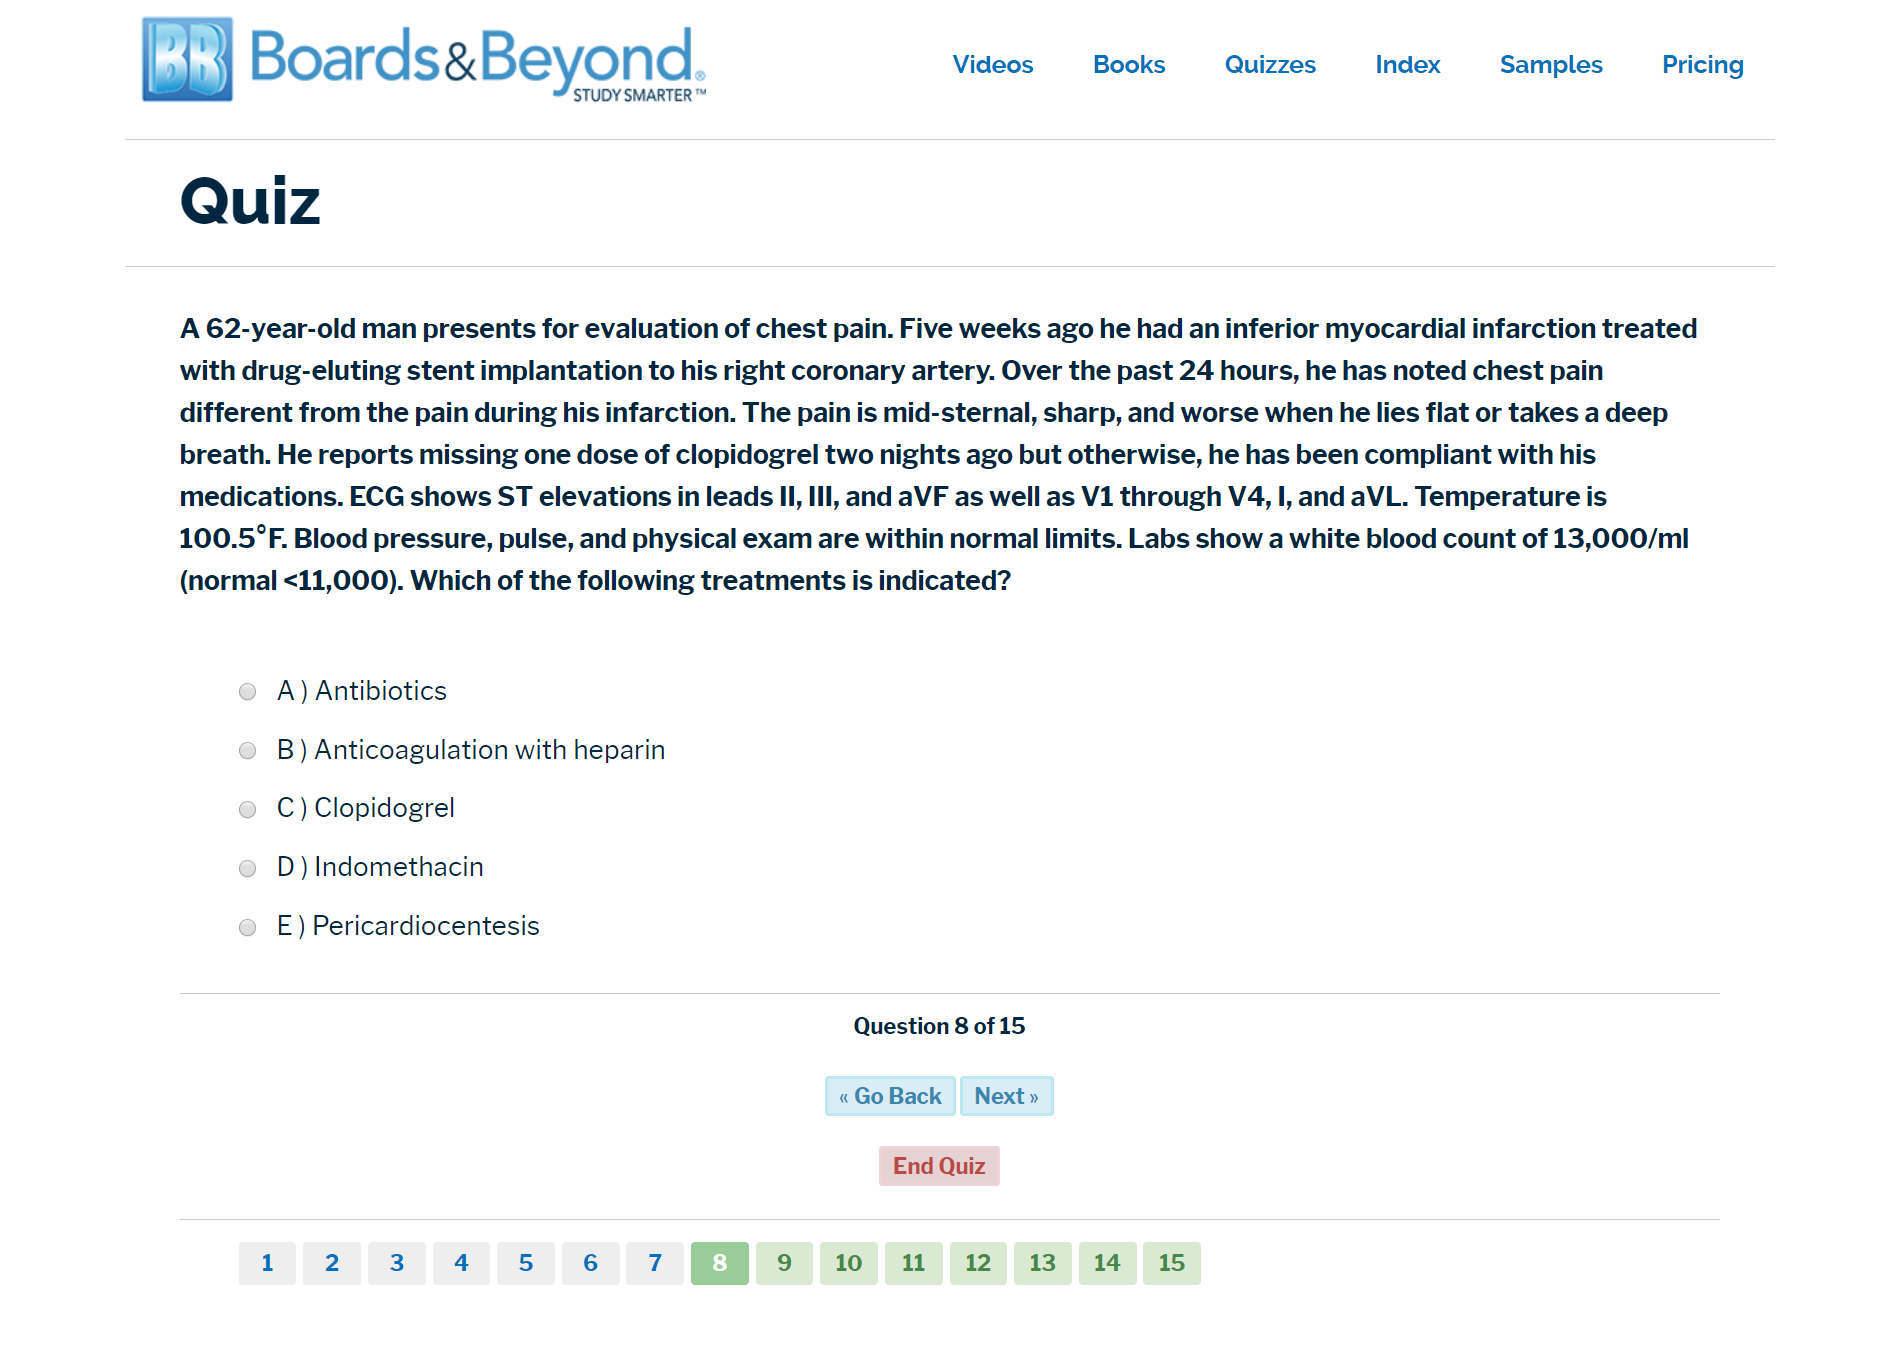 BB Boards&Beyond.®
STUDY SMARTER™
Videos Books Quizzes Index Samples Pricing
Quiz
A 62-year-old man presents for evaluation of chest pain. Five weeks ago he had an inferior myocardial infarction treated
with drug-eluting stent implantation to his right coronary artery. Over the past 24 hours, he has noted chest pain
different from the pain during his infarction. The pain is mid-sternal, sharp, and worse when he lies flat or takes a deep
breath. He reports missing one dose of clopidogrel two nights ago but otherwise, he has been compliant with his
medications. ECG shows ST elevations in leads II, III, and aVF as well as V1 through V4, I, and aVL. Temperature is
100.5°F. Blood pressure, pulse, and physical exam are within normal limits. Labs show a white blood count of 13,000/ml
(normal <11,000). Which of the following treatments is indicated?
A ) Antibiotics
B ) Anticoagulation with heparin
C ) Clopidogrel
D ) Indomethacin
E ) Pericardiocentesis
Question 8 of 15
« Go Back Next »
End Quiz
1 2 3 4 5 6 7 8 9 10 11 12 13 14 15